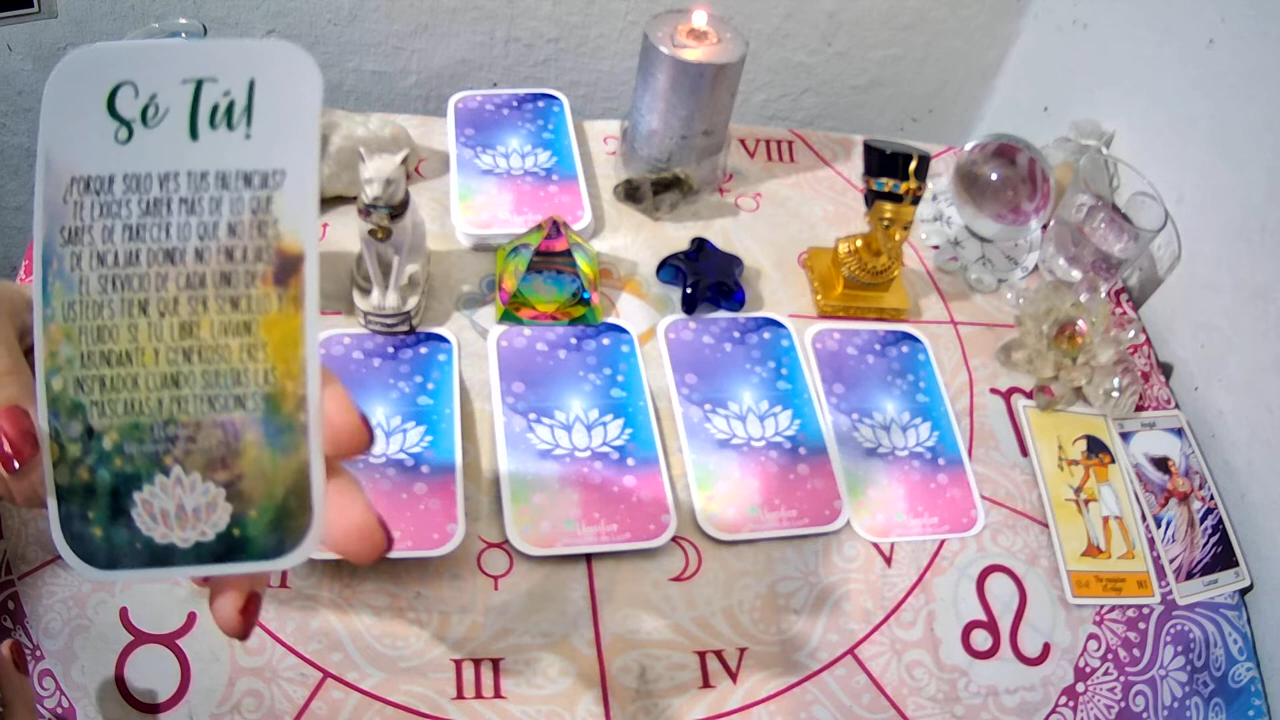 Sé Tú!
¿PORQUE SOLO VES TUS FALENCIAS?
TE EXIGES SABER MAS DE LO QUE
SABES, DE PARECER LO QUE NO ERES,
DE ENCAJAR DONDE NO ENCAJAS
EL SERVICIO DE CADA UNO DE
USTEDES TIENE QUE SER SENCILLO Y
FLUIDO. SE TU LIBRE, LIVIANO,
ABUNDANTE Y GENEROSO. ERES
INSPIRADOR CUANDO SUELTAS LAS
MASCARAS Y PRETENSIONES
VIII
III
IV